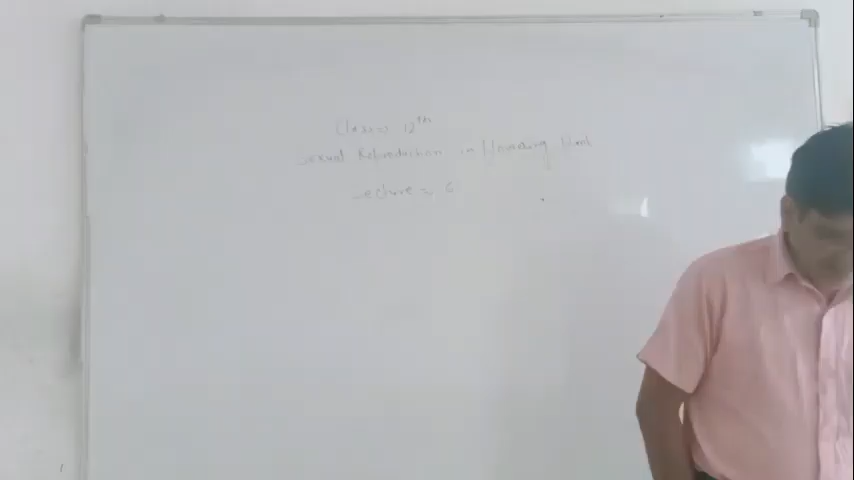 Class = 12th
Sexual Reproduction in Flowering Plant
Lecture = 6